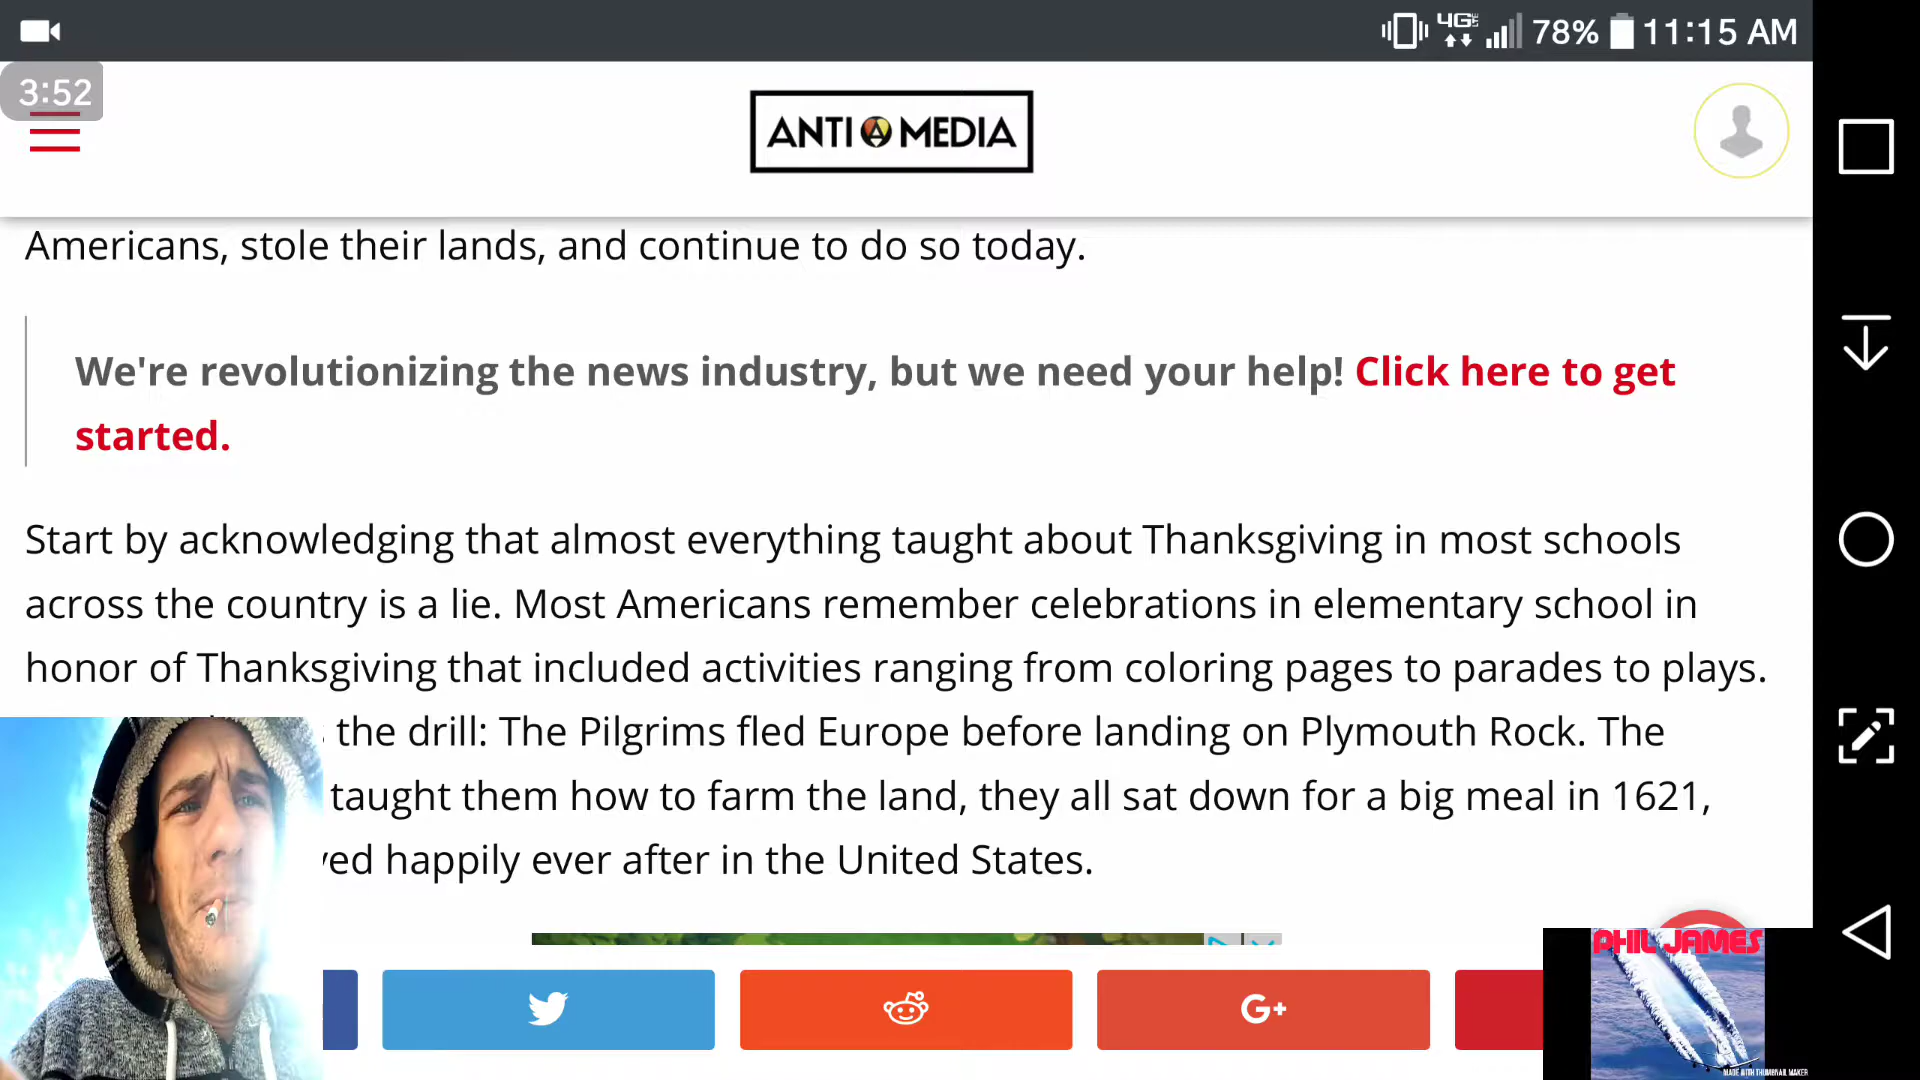 78% 11:15 AM
3:52
ANTI MEDIA
Americans, stole their lands, and continue to do so today.
We're revolutionizing the news industry, but we need your help! Click here to get
started.
Start by acknowledging that almost everything taught about Thanksgiving in most schools
across the country is a lie. Most Americans remember celebrations in elementary school in
honor of Thanksgiving that included activities ranging from coloring pages to parades to plays.
the drill: The Pilgrims fled Europe before landing on Plymouth Rock. The
taught them how to farm the land, they all sat down for a big meal in 1621,
ed happily ever after in the United States.
G+
PHIL JAMES
MADE WITH THUMBNAIL MAKER